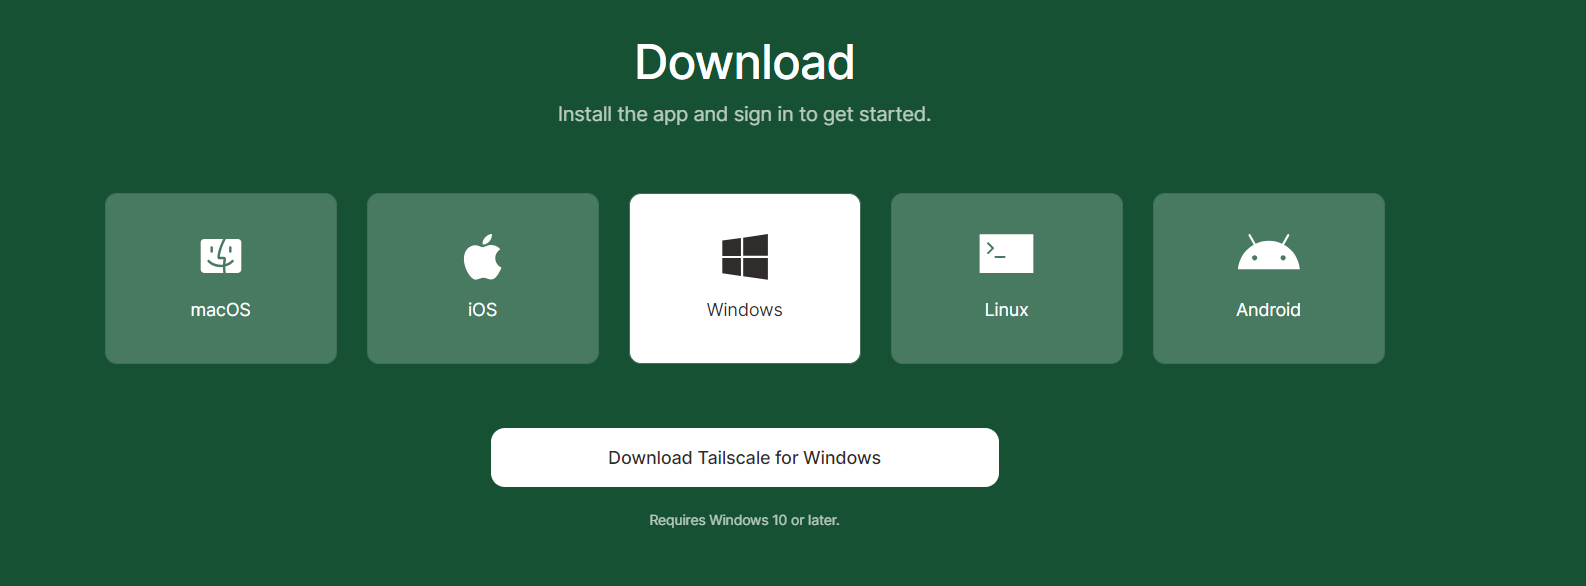 Download
Install the app and sign in to get started.
macOS
iOS
Windows
Linux
Android
Download Tailscale for Windows
Requires Windows 10 or later.